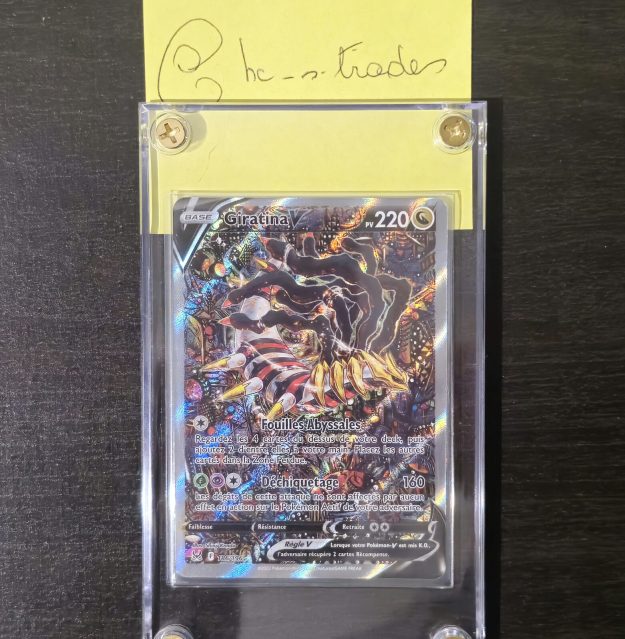 hc_s_trades
BASE Giratina V PV 220
Fouilles Abyssales
Regardez les 4 cartes du dessus de votre deck, puis
ajoutez 2 d'entre elles à votre main. Placez les autres
cartes dans la Zone Perdue.
Déchiquetage 160
Les dégâts de cette attaque ne sont affectés par aucun
effet en action sur le Pokémon Actif de votre adversaire.
Faiblesse Résistance Retraite
Règle V Lorsque votre Pokémon-V est mis K.O.,
l'adversaire récupère 2 cartes Récompense.
186/196